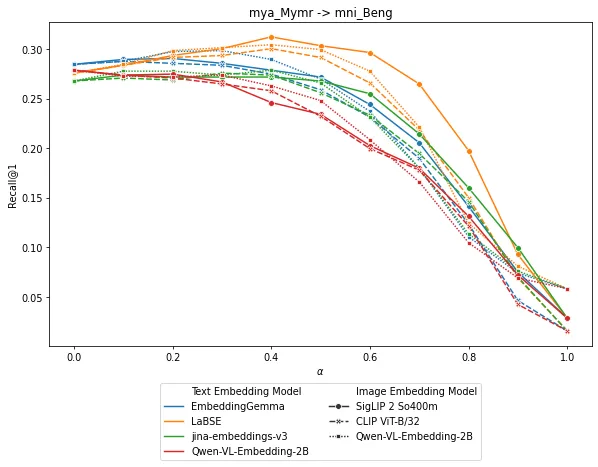 mya_Mymr -> mni_Beng
Recall@1
0.30
0.25
0.20
0.15
0.10
0.05
0.0
0.2
0.4
0.6
0.8
1.0
α
Text Embedding Model
EmbeddingGemma
LaBSE
jina-embeddings-v3
Qwen-VL-Embedding-2B
Image Embedding Model
SigLIP 2 So400m
CLIP ViT-B/32
Qwen-VL-Embedding-2B